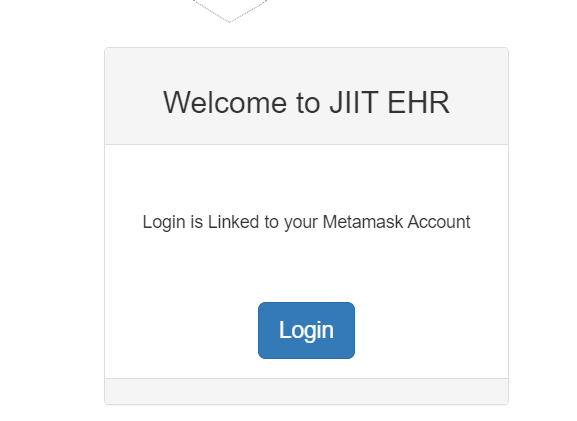 Welcome to JIIT EHR
Login is Linked to your Metamask Account
Login